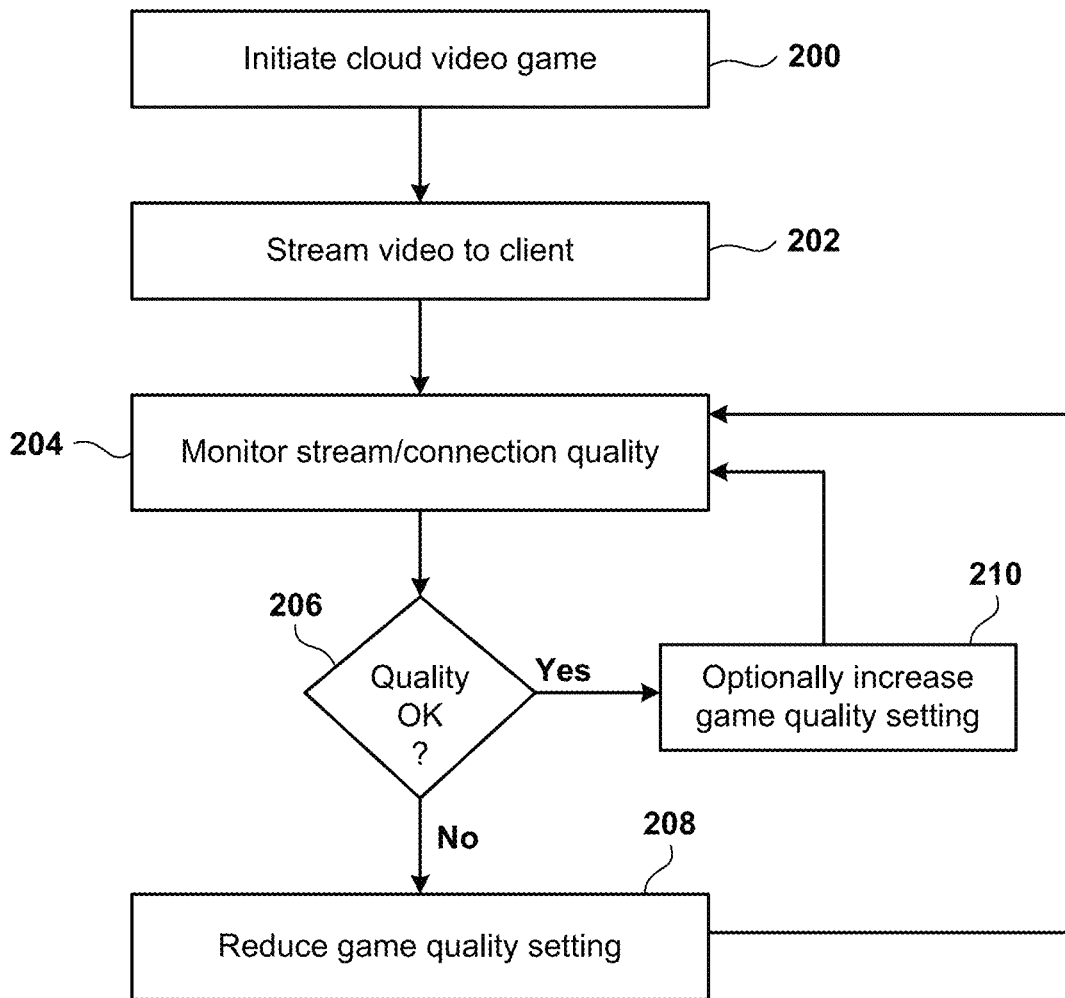 Initiate cloud video game
200
Stream video to client
202
204
Monitor stream/connection quality
206
Quality
OK
?
Yes
210
Optionally increase
game quality setting
No
208
Reduce game quality setting